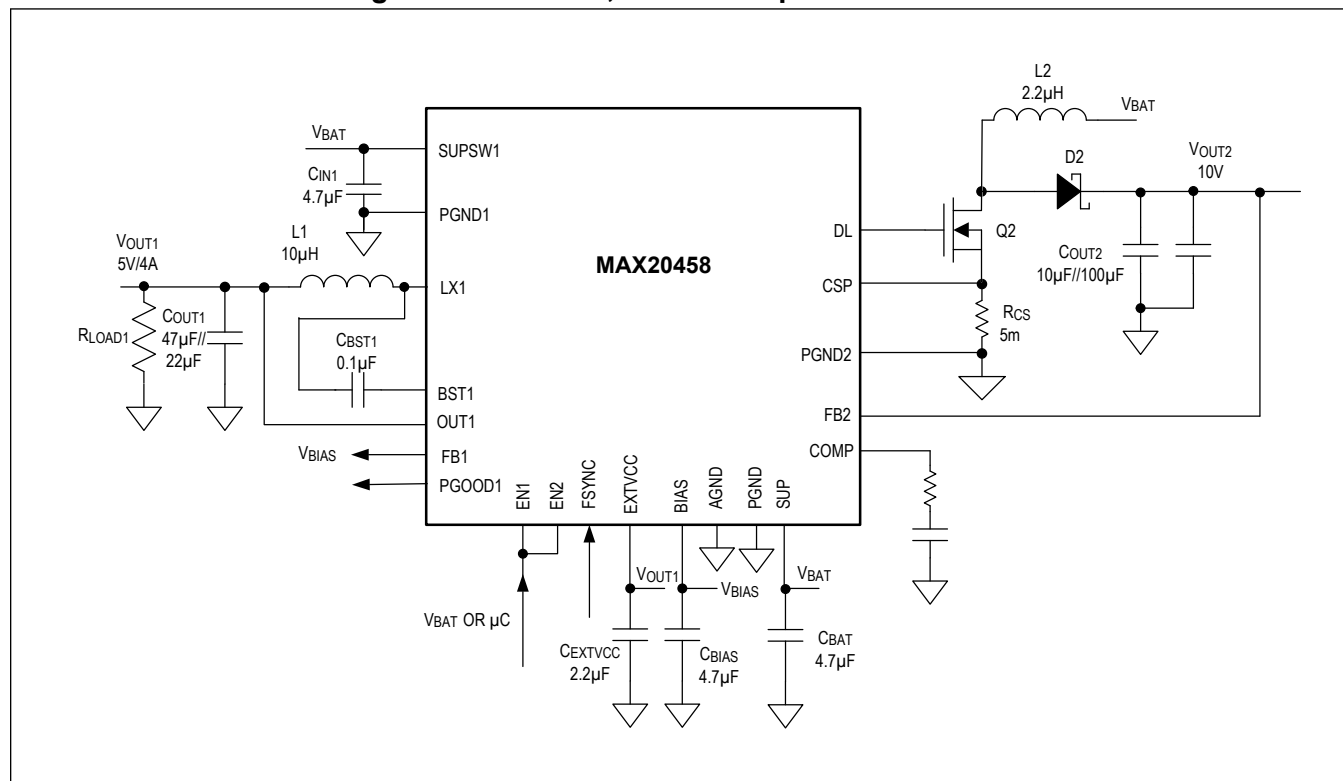 L2
2.2µH
VBAT
VBAT
SUPSW1
CIN1
4.7µF
PGND1
D2
VOUT2
10V
L1
10µH
VOUT1
5V/4A
LX1
MAX20458
DL
Q2
COUT2
10µF//100µF
CSP
RCS
5m
RLOAD1
COUT1
47µF//
22µF
CBST1
0.1µF
PGND2
BST1
OUT1
FB2
COMP
VBIAS
FB1
PGOOD1
EN1
EN2
FSYNC
EXTVCC
BIAS
AGND
PGND
SUP
VOUT1
VBIAS
VBAT
VBAT OR µC
CEXTVCC
2.2µF
CBIAS
4.7µF
CBAT
4.7µF